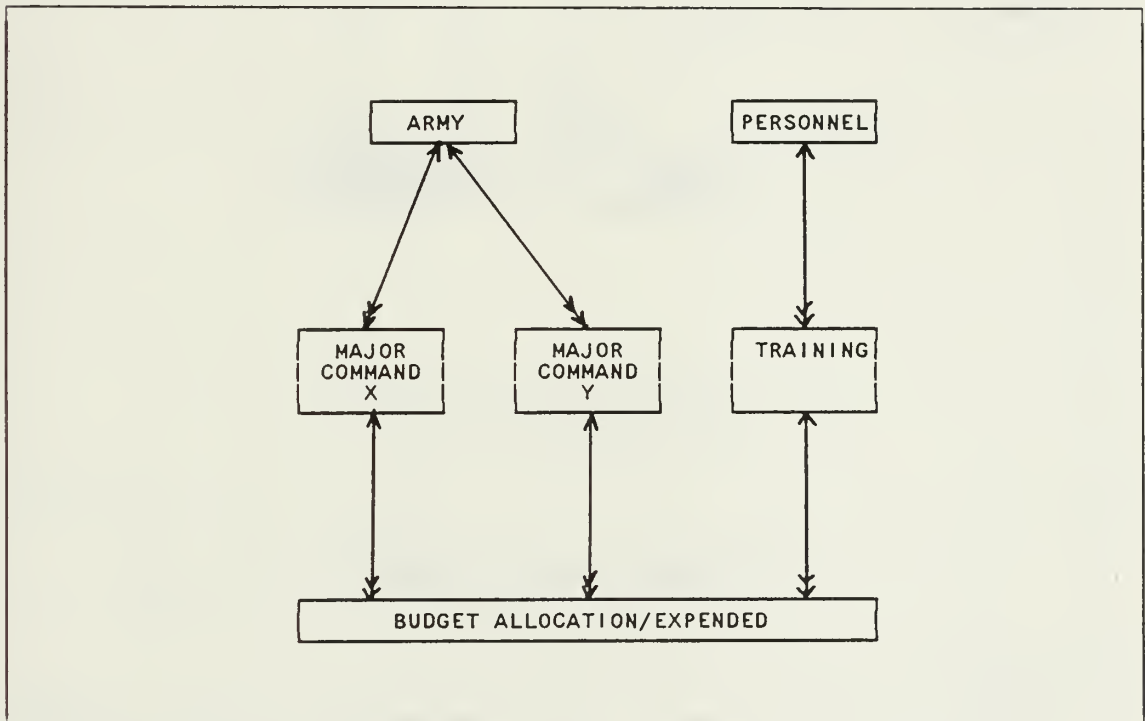 ARMY
PERSONNEL
MAJOR
COMMAND
X
MAJOR
COMMAND
Y
TRAINING
BUDGET ALLOCATION/EXPENDED